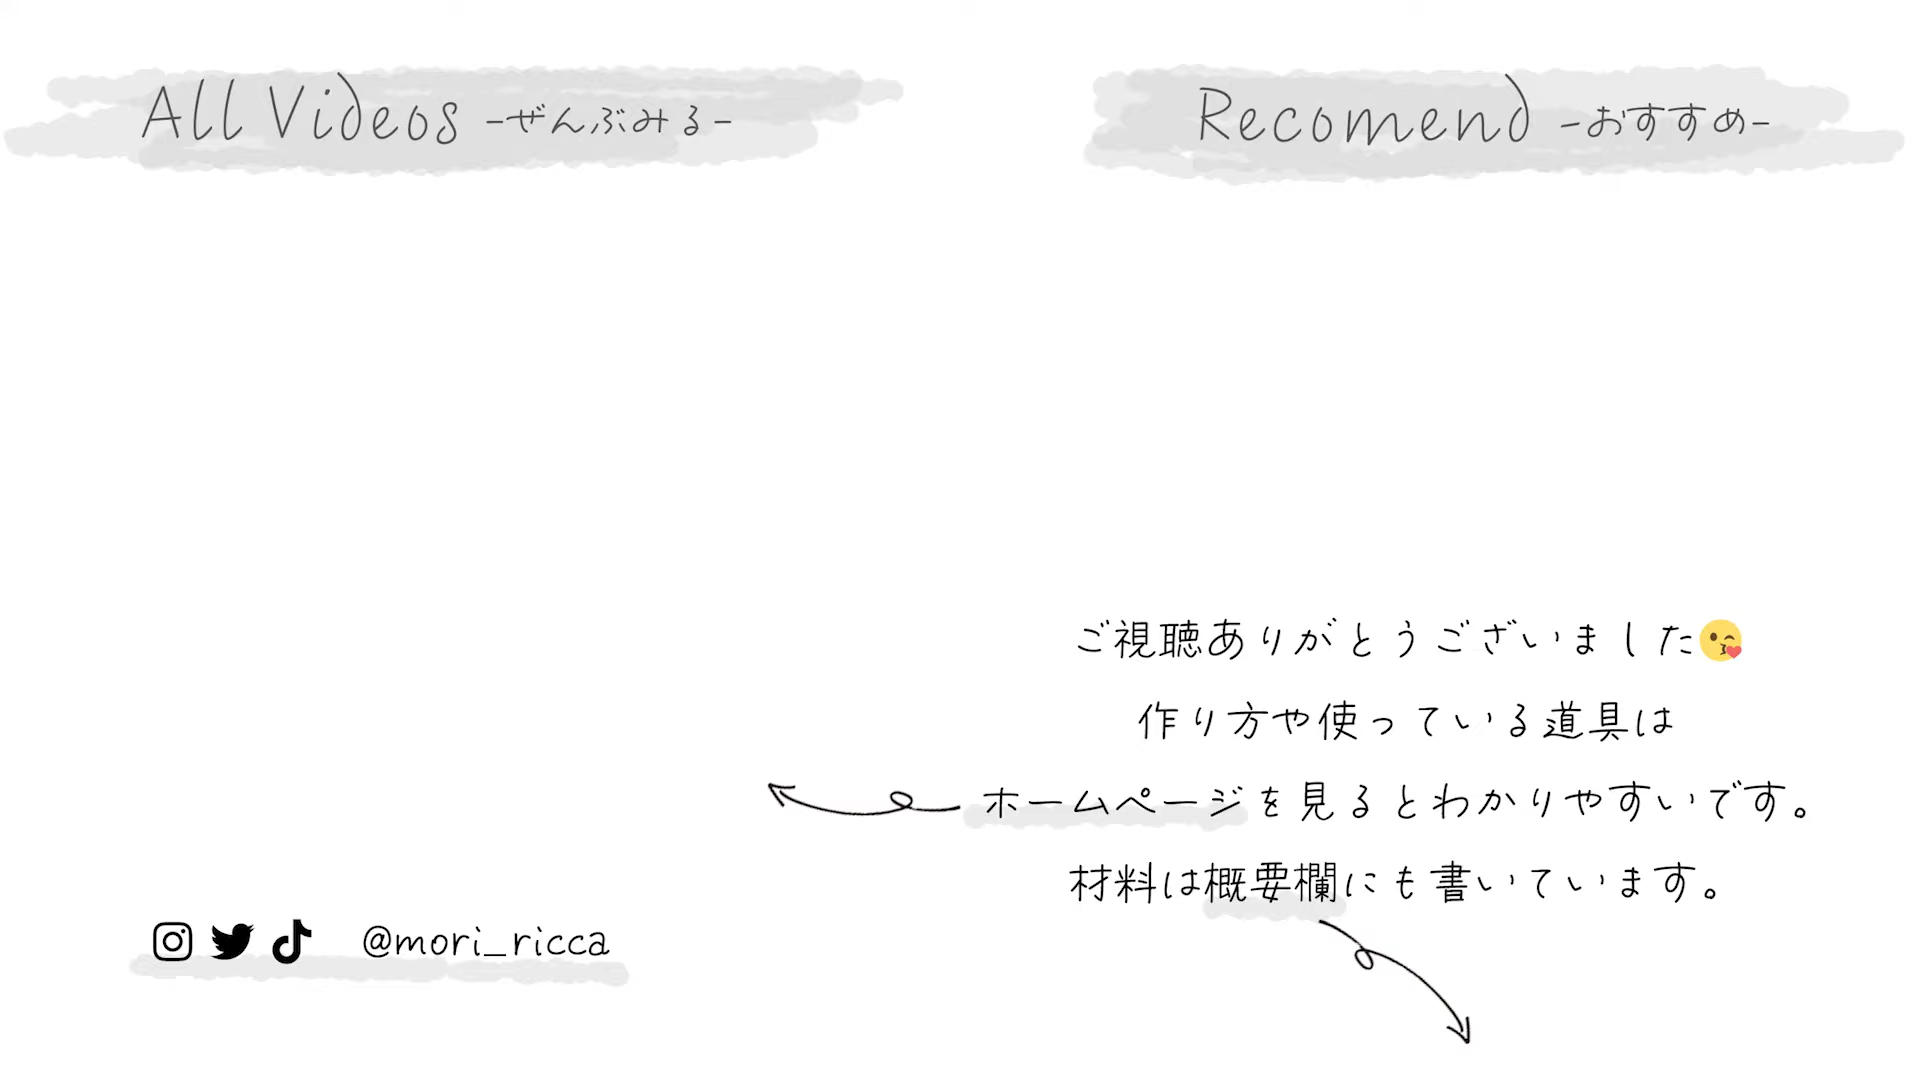 All Videos -ぜんぶみる-
Recomend -おすすめ-
ご視聴ありがとうございました😘
作り方や使っている道具は
ホームページを見るとわかりやすいです。
材料は概要欄にも書いています。
@mori_ricca